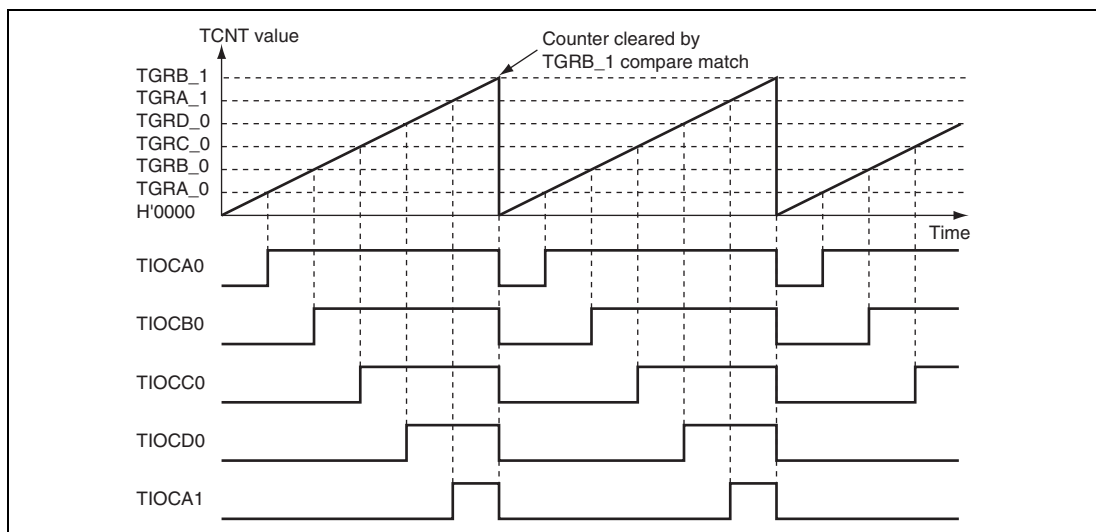 TCNT value
Counter cleared by
TGRB_1 compare match
TGRB_1
TGRA_1
TGRD_0
TGRC_0
TGRB_0
TGRA_0
H'0000
Time
TIOCA0
TIOCB0
TIOCC0
TIOCD0
TIOCA1